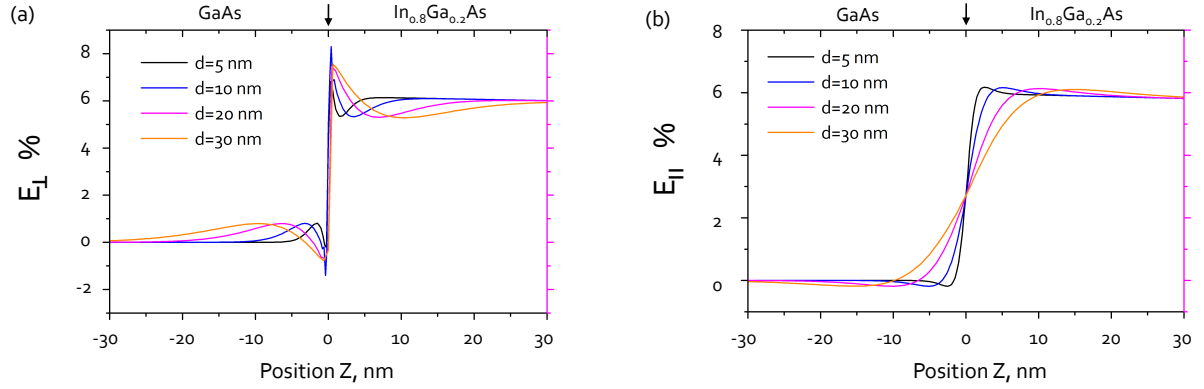 (a)
GaAs
In₀.₈Ga₀.₂As
8
6
4
2
0
-2
E⊥ %
d=5 nm
d=10 nm
d=20 nm
d=30 nm
-30 -20 -10 0 10 20 30
Position Z, nm
(b)
GaAs
In₀.₈Ga₀.₂As
8
6
4
2
0
E|| %
d=5 nm
d=10 nm
d=20 nm
d=30 nm
-30 -20 -10 0 10 20 30
Position Z, nm